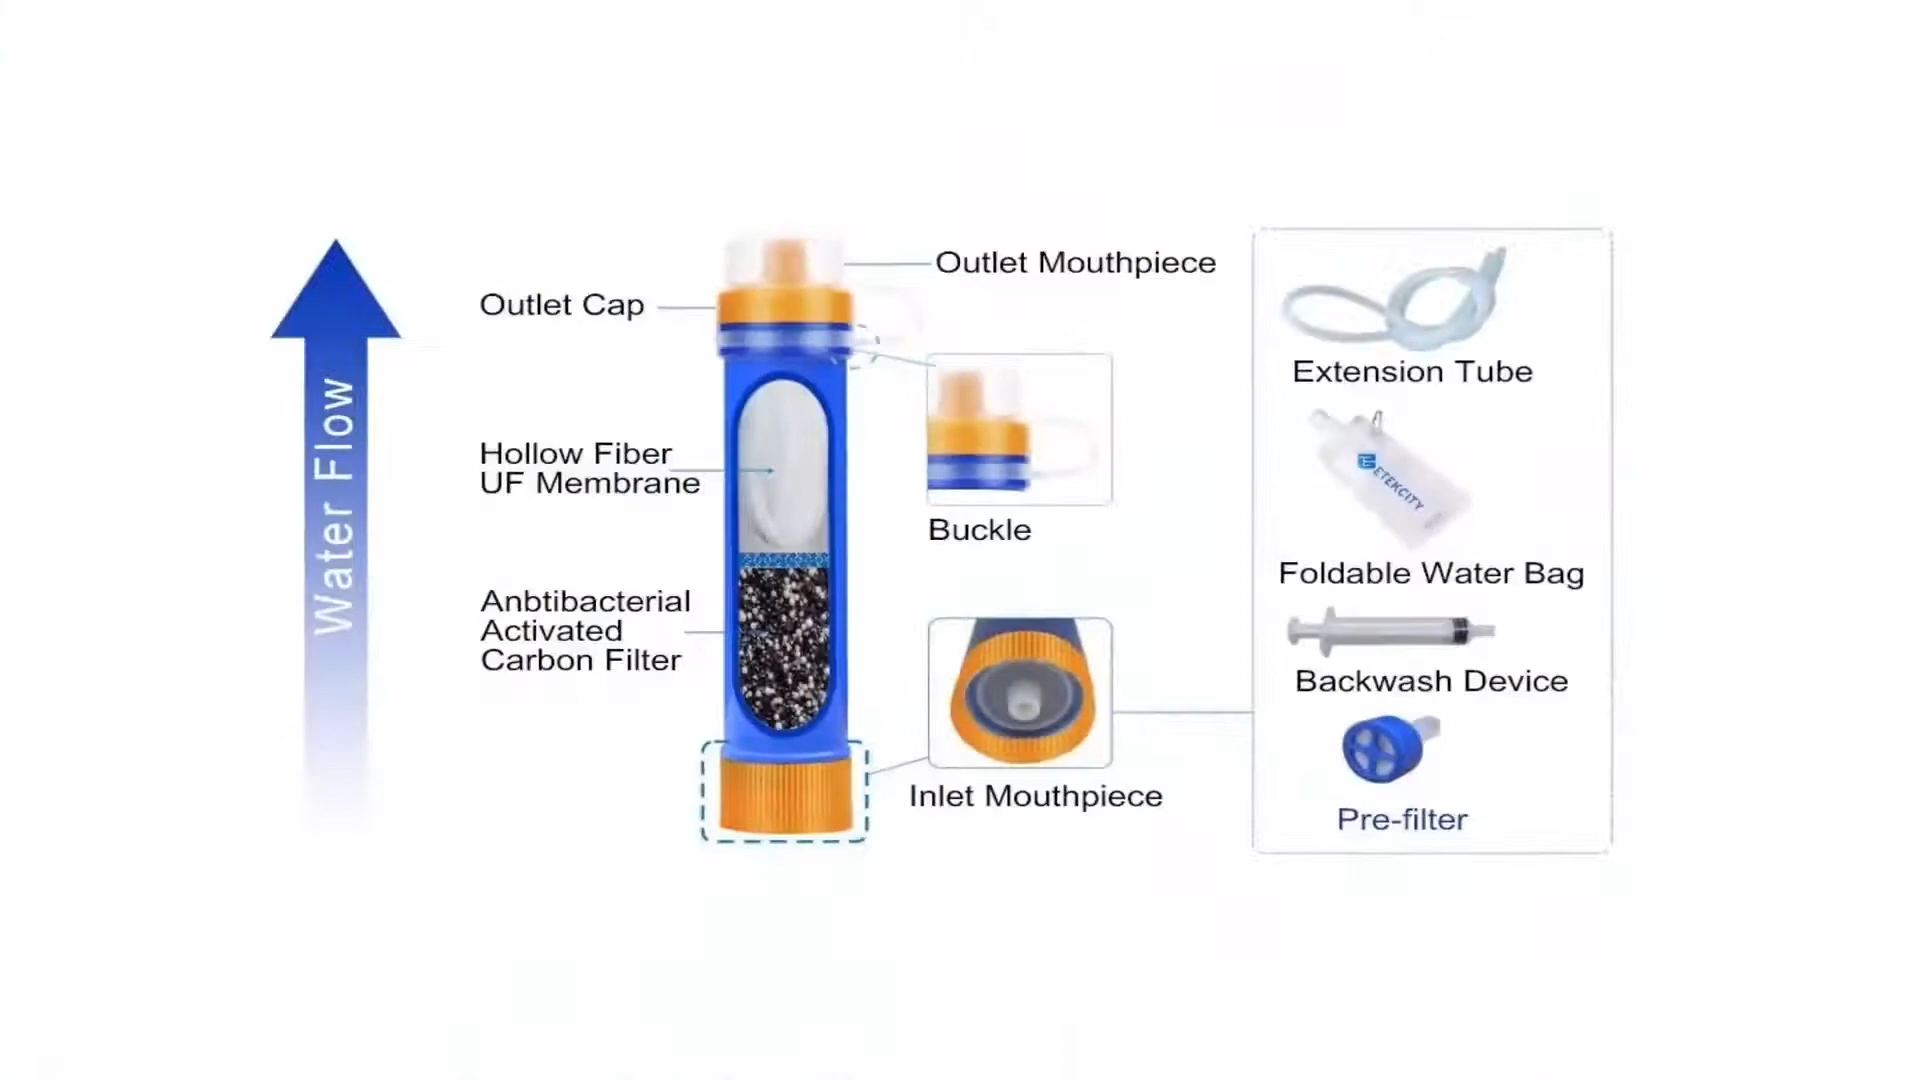 Water Flow
Outlet Cap
Outlet Mouthpiece
Hollow Fiber
UF Membrane
Anbtibacterial
Activated
Carbon Filter
Buckle
Inlet Mouthpiece
Extension Tube
ETEKCITY
Foldable Water Bag
Backwash Device
Pre-filter